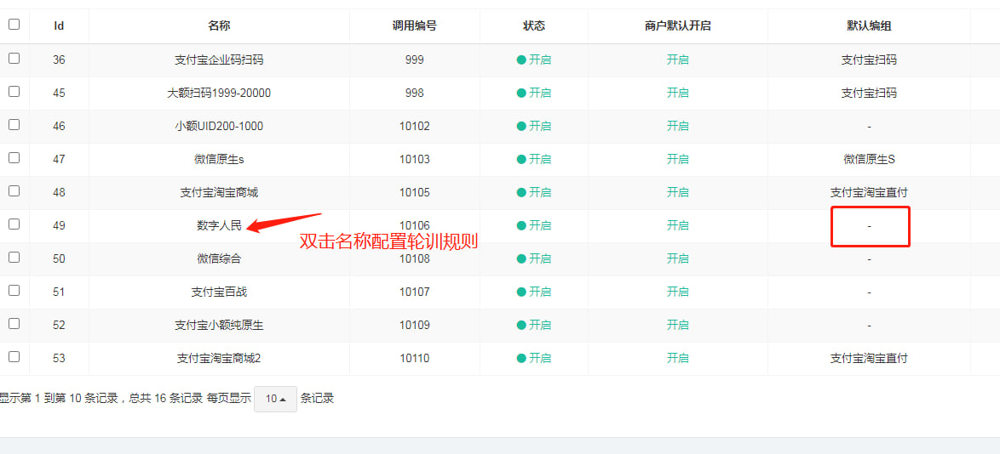 Id 名称 调用编号 状态 商户默认开启 默认编组
36 支付宝企业码扫码 999 开启 开启 支付宝扫码
45 大额扫码1999-20000 998 开启 开启 支付宝扫码
46 小额UID200-1000 10102 开启 开启 -
47 微信原生s 10103 开启 开启 微信原生S
48 支付宝淘宝商城 10105 开启 开启 支付宝淘宝直付
49 数字人民 10106 开启 开启 -
双击名称配置轮训规则
50 微信综合 10108 开启 开启 -
51 支付宝百战 10107 开启 开启 -
52 支付宝小额纯原生 10109 开启 开启 -
53 支付宝淘宝商城2 10110 开启 开启 支付宝淘宝直付
显示第 1 到第 10 条记录，总共 16 条记录 每页显示 10 条记录